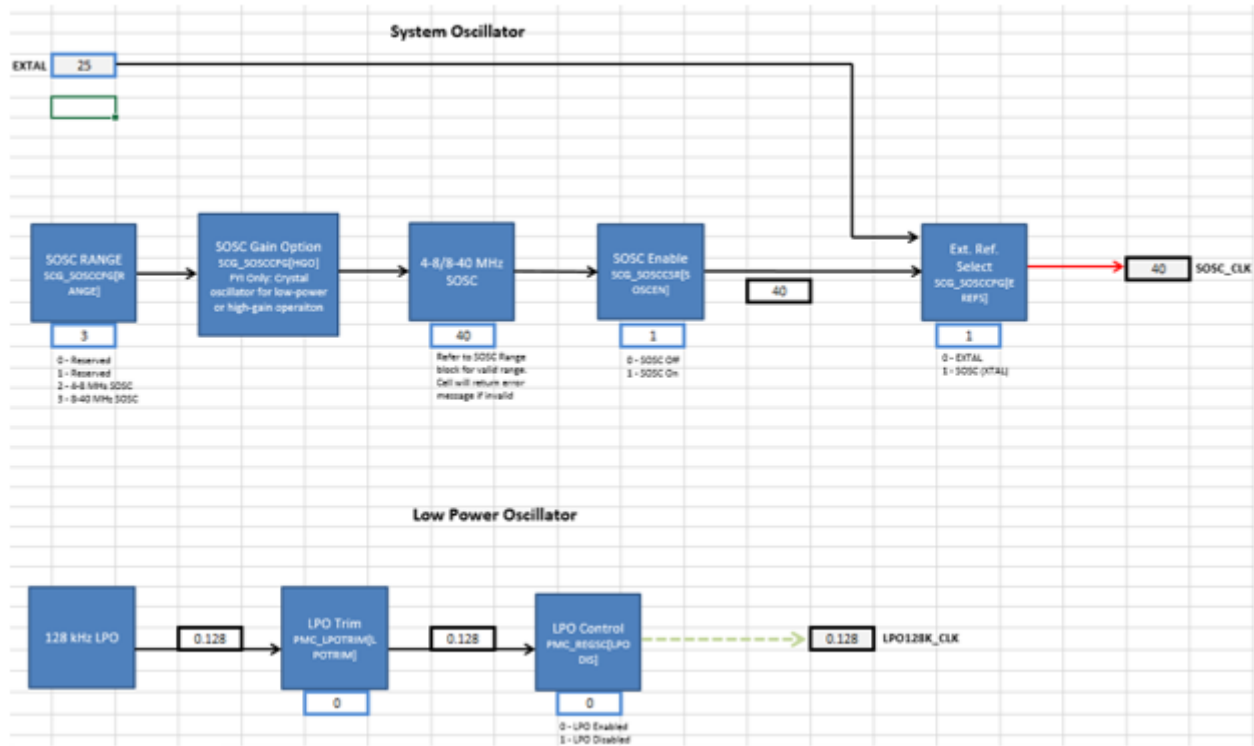 System Oscillator
EXTAL
25
SOSC RANGE
SCG_SOSCCFG[R
ANGE]
3
0 - Reserved
1 - Reserved
2 - 4-8 MHz SOSC
3 - 8-40 MHz SOSC
SOSC Gain Option
SCG_SOSCCFG[HGO]
FYI Only: Crystal
oscillator for low-power
or high-gain operaiton
4-8/8-40 MHz
SOSC
40
Refer to SOSC Range
block for valid range.
Cell will return error
message if invalid
SOSC Enable
SCG_SOSCCSR[S
OSCEN]
1
0 - SOSC Off
1 - SOSC On
40
Ext. Ref.
Select
SCG_SOSCCFG[E
REFS]
1
0 - EXTAL
1 - SOSC (XTAL)
40
SOSC_CLK
Low Power Oscillator
128 kHz LPO
0.128
LPO Trim
PMC_LPOTRIM[L
POTRIM]
0
0.128
LPO Control
PMC_REGSC[LPO
DIS]
0
0 - LPO Enabled
1 - LPO Disabled
0.128
LPO128K_CLK